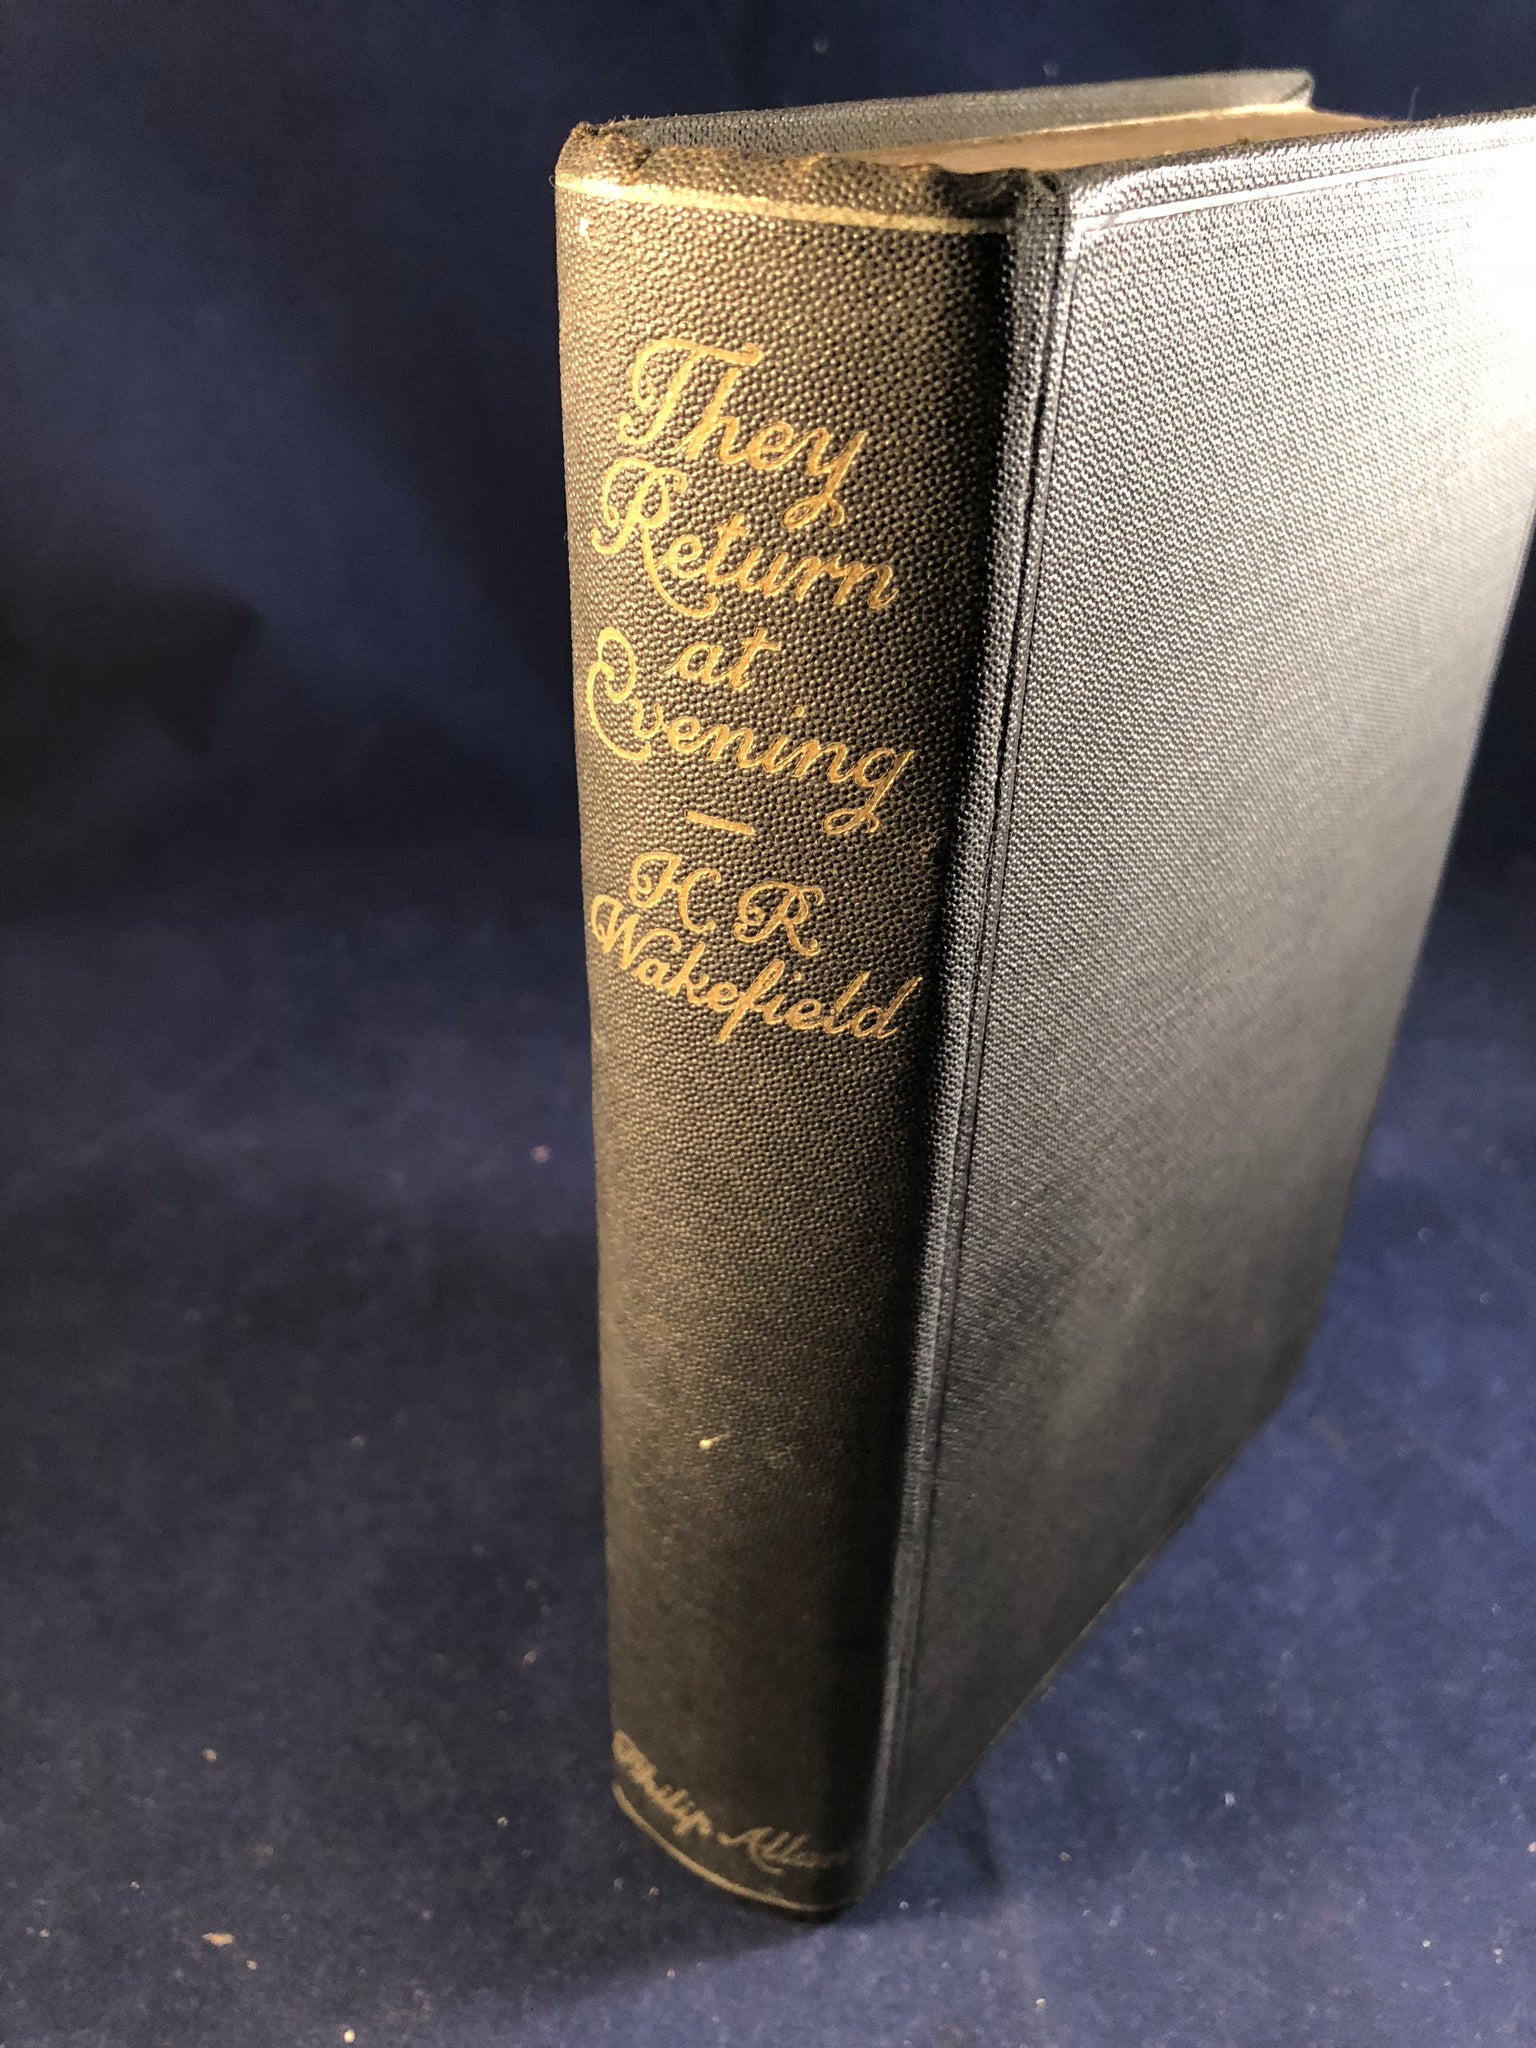 They
Return
at
Evening
—
H R
Wakefield
Philip Allan